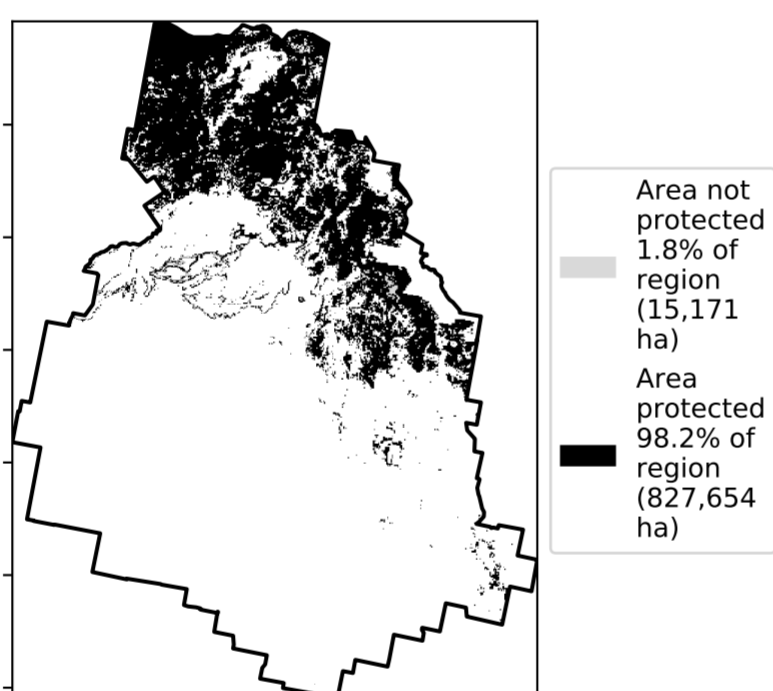 Area not
protected
1.8% of
region
(15,171
ha)
Area
protected
98.2% of
region
(827,654
ha)